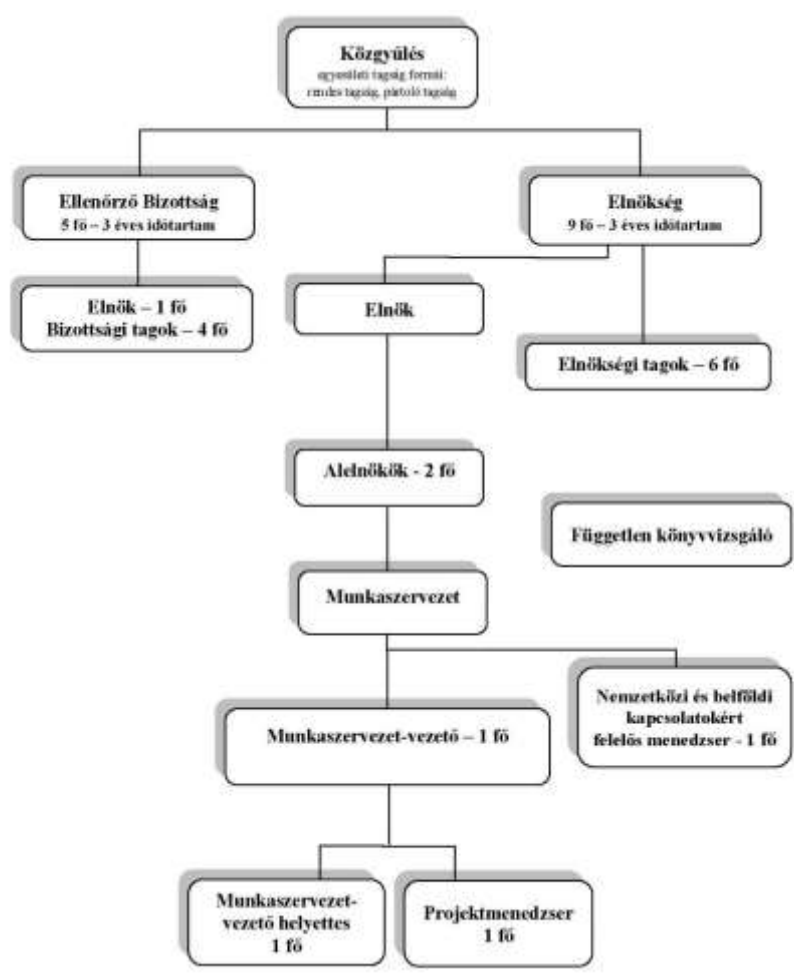 Közgyűlés
egyesületi tagság formái:
rendes tagság, pártoló tagság
Ellenőrző Bizottság
5 fő – 3 éves időtartam
Elnökség
9 fő – 3 éves időtartam
Elnök – 1 fő
Bizottsági tagok – 4 fő
Elnök
Elnökségi tagok – 6 fő
Alelnökök - 2 fő
Független könyvvizsgáló
Munkaszervezet
Nemzetközi és belföldi
kapcsolatokért
felelős menedzser - 1 fő
Munkaszervezet-vezető – 1 fő
Munkaszervezet-
vezető helyettes
1 fő
Projektmenedzser
1 fő